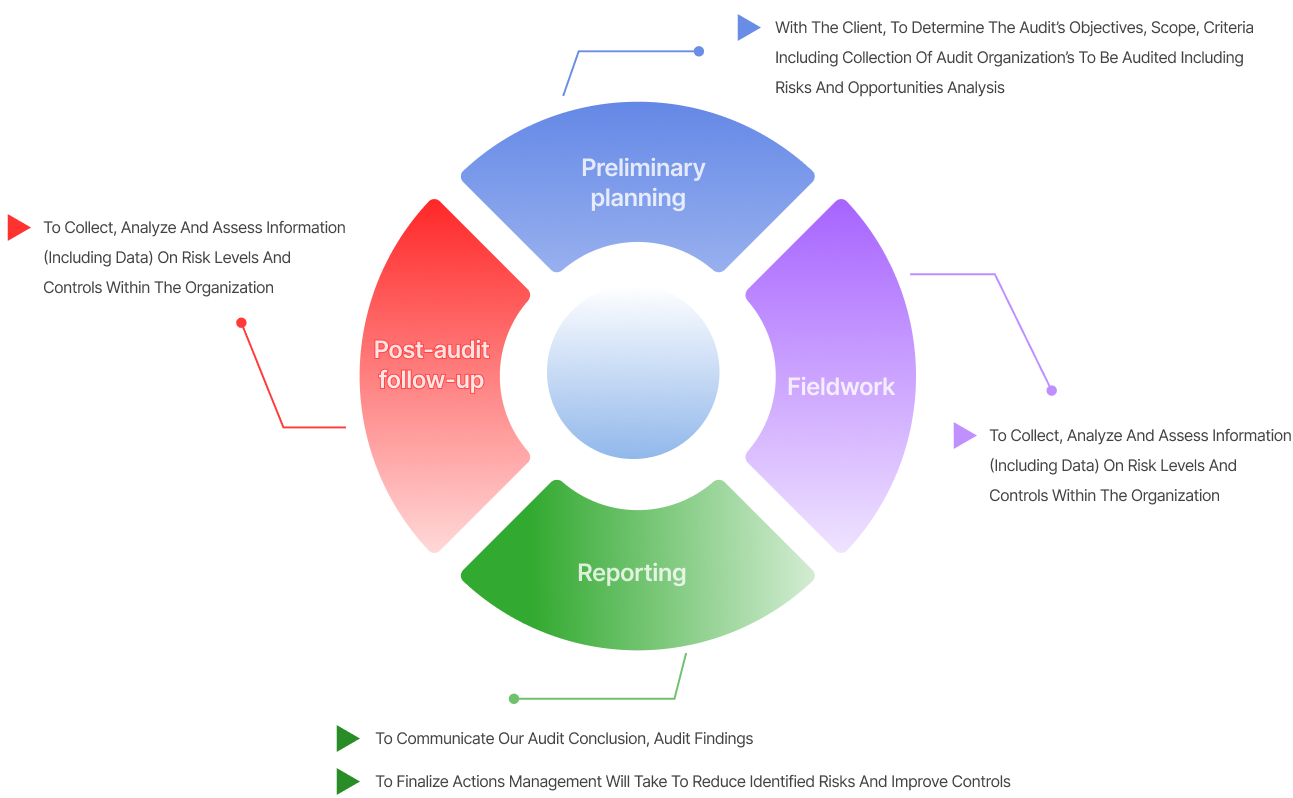 With The Client, To Determine The Audit's Objectives, Scope, Criteria
Including Collection Of Audit Organization's To Be Audited Including
Risks And Opportunities Analysis
Preliminary
planning
To Collect, Analyze And Assess Information
(Including Data) On Risk Levels And
Controls Within The Organization
Post-audit
follow-up
Fieldwork
To Collect, Analyze And Assess Information
(Including Data) On Risk Levels And
Controls Within The Organization
Reporting
To Communicate Our Audit Conclusion, Audit Findings
To Finalize Actions Management Will Take To Reduce Identified Risks And Improve Controls